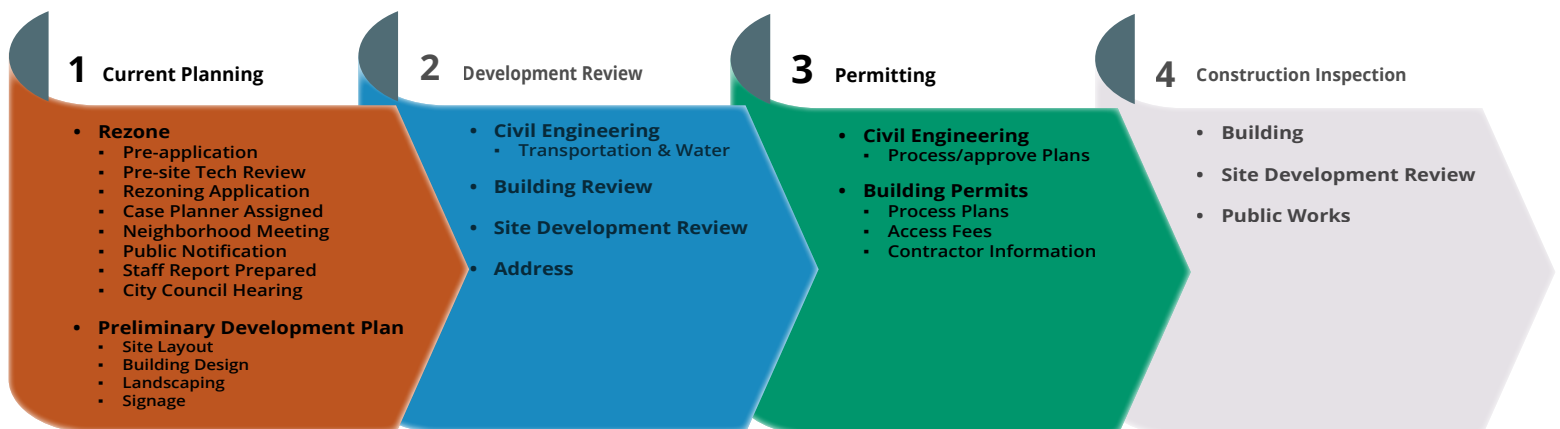 1 Current Planning
• Rezone
▪ Pre-application
▪ Pre-site Tech Review
▪ Rezoning Application
▪ Case Planner Assigned
▪ Neighborhood Meeting
▪ Public Notification
▪ Staff Report Prepared
▪ City Council Hearing
• Preliminary Development Plan
▪ Site Layout
▪ Building Design
▪ Landscaping
▪ Signage
2 Development Review
• Civil Engineering
▪ Transportation & Water
• Building Review
• Site Development Review
• Address
3 Permitting
• Civil Engineering
▪ Process/approve Plans
• Building Permits
▪ Process Plans
▪ Access Fees
▪ Contractor Information
4 Construction Inspection
• Building
• Site Development Review
• Public Works